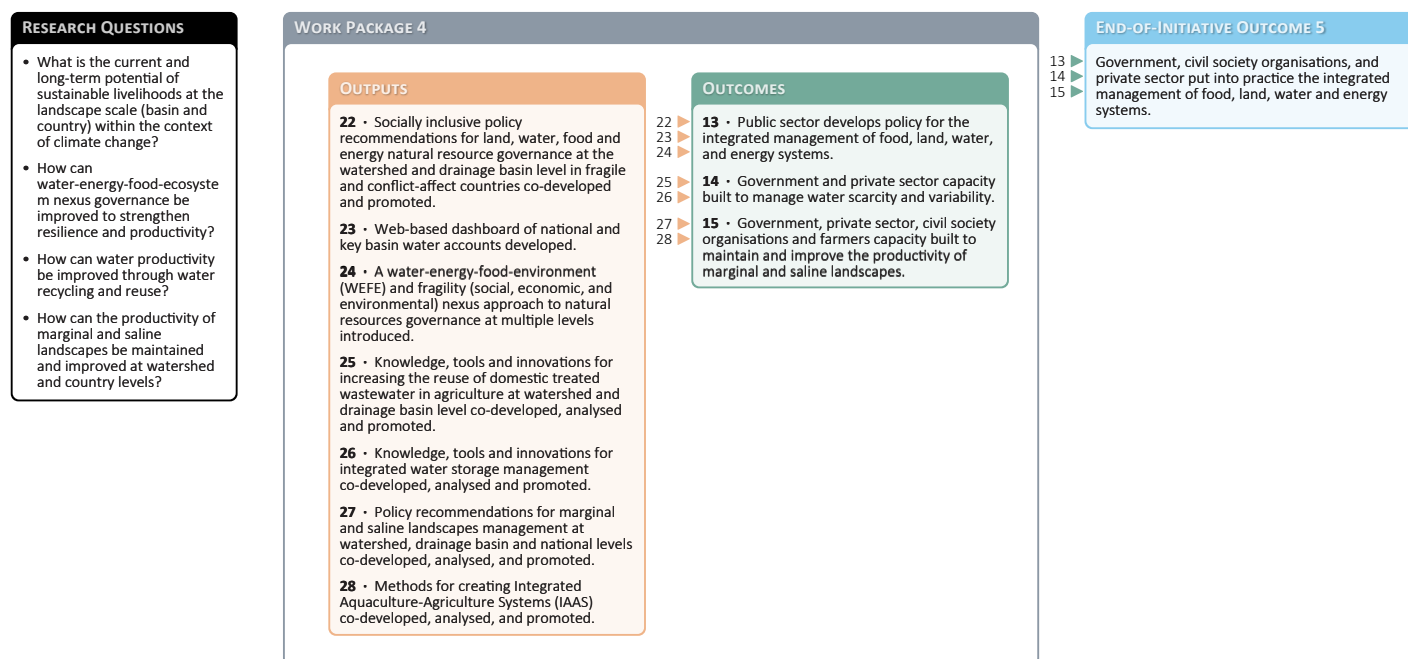 RESEARCH QUESTIONS
• What is the current and
long-term potential of
sustainable livelihoods at the
landscape scale (basin and
country) within the context
of climate change?
• How can
water-energy-food-ecosyste
m nexus governance be
improved to strengthen
resilience and productivity?
• How can water productivity
be improved through water
recycling and reuse?
• How can the productivity of
marginal and saline
landscapes be maintained
and improved at watershed
and country levels?
WORK PACKAGE 4
OUTPUTS
22 · Socially inclusive policy
recommendations for land, water, food and
energy natural resource governance at the
watershed and drainage basin level in fragile
and conflict-affect countries co-developed
and promoted.
23 · Web-based dashboard of national and
key basin water accounts developed.
24 · A water-energy-food-environment
(WEFE) and fragility (social, economic, and
environmental) nexus approach to natural
resources governance at multiple levels
introduced.
25 · Knowledge, tools and innovations for
increasing the reuse of domestic treated
wastewater in agriculture at watershed and
drainage basin level co-developed, analysed
and promoted.
26 · Knowledge, tools and innovations for
integrated water storage management
co-developed, analysed and promoted.
27 · Policy recommendations for marginal
and saline landscapes management at
watershed, drainage basin and national levels
co-developed, analysed, and promoted.
28 · Methods for creating Integrated
Aquaculture-Agriculture Systems (IAAS)
co-developed, analysed, and promoted.
22
23
24
25
26
27
28
OUTCOMES
13 · Public sector develops policy for the
integrated management of food, land, water,
and energy systems.
14 · Government and private sector capacity
built to manage water scarcity and variability.
15 · Government, private sector, civil society
organisations and farmers capacity built to
maintain and improve the productivity of
marginal and saline landscapes.
13
14
15
END-OF-INITIATIVE OUTCOME 5
Government, civil society organisations, and
private sector put into practice the integrated
management of food, land, water and energy
systems.